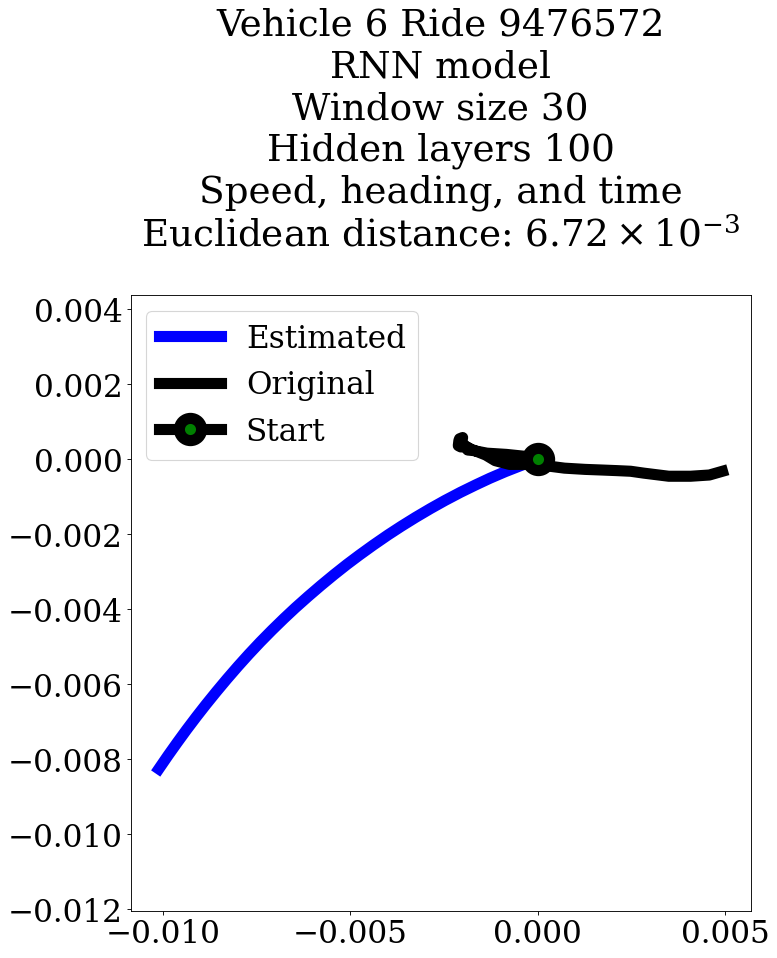 Vehicle 6 Ride 9476572
RNN model
Window size 30
Hidden layers 100
Speed, heading, and time
Euclidean distance: 6.72 × 10⁻³
Estimated
Original
Start
0.004
0.002
0.000
−0.002
−0.004
−0.006
−0.008
−0.010
−0.012
−0.010 −0.005 0.000 0.005